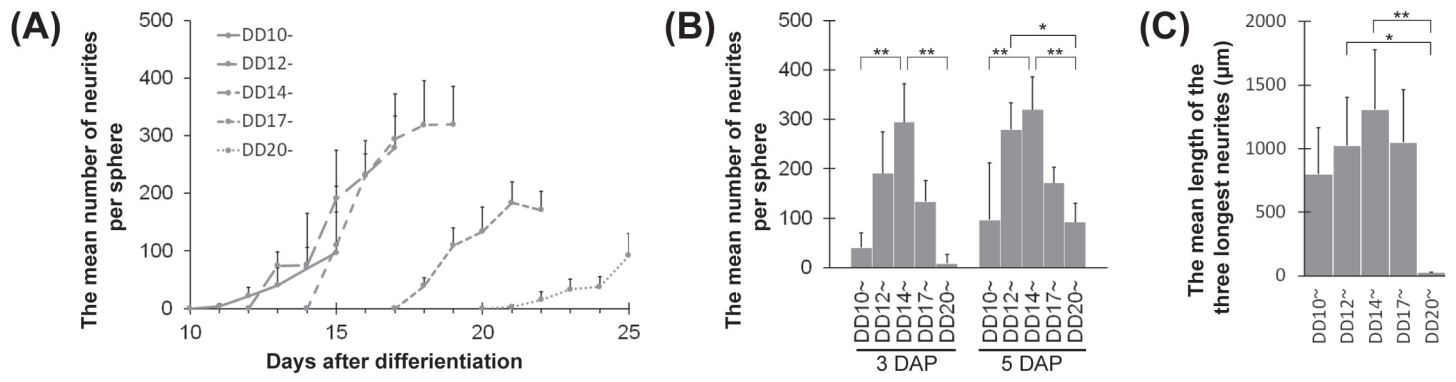 (A)
The mean number of neurites
per sphere
500
400
300
200
100
0
DD10-
DD12-
DD14-
DD17-
DD20-
10
15
20
25
Days after differientiation
(B)
The mean number of neurites
per sphere
500
400
300
200
100
0
**
**
**
*
**
DD10~
DD12~
DD14~
DD17~
DD20~
DD10~
DD12~
DD14~
DD17~
DD20~
3 DAP
5 DAP
(C)
The mean length of the
three longest neurites (µm)
2000
1500
1000
500
0
**
*
DD10~
DD12~
DD14~
DD17~
DD20~